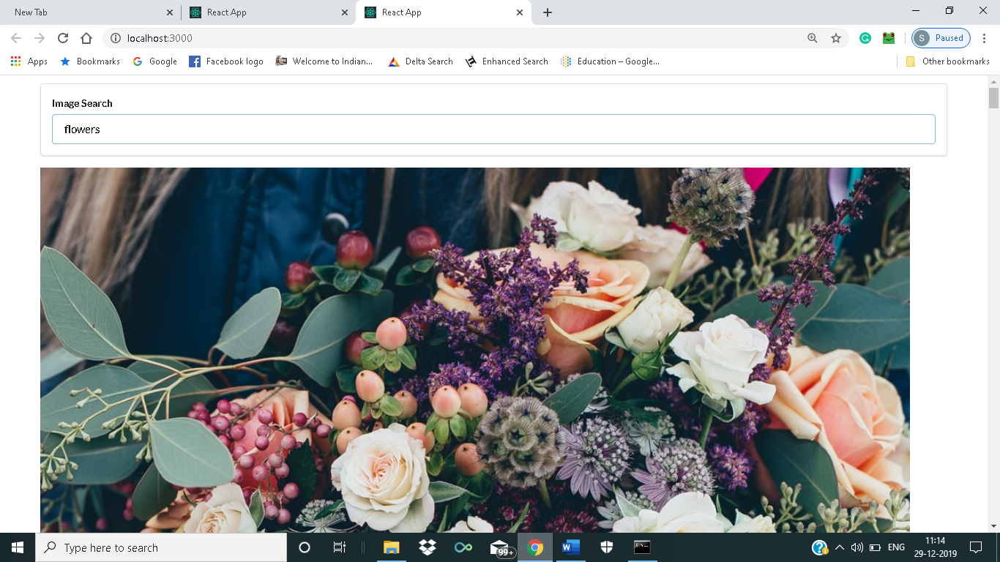 New Tab
React App
React App
localhost:3000
S Paused
Apps
Bookmarks
Google
Facebook logo
Welcome to Indian...
Delta Search
Enhanced Search
Education – Google...
Other bookmarks
Image Search
flowers
Type here to search
99+
ENG
11:14
29-12-2019